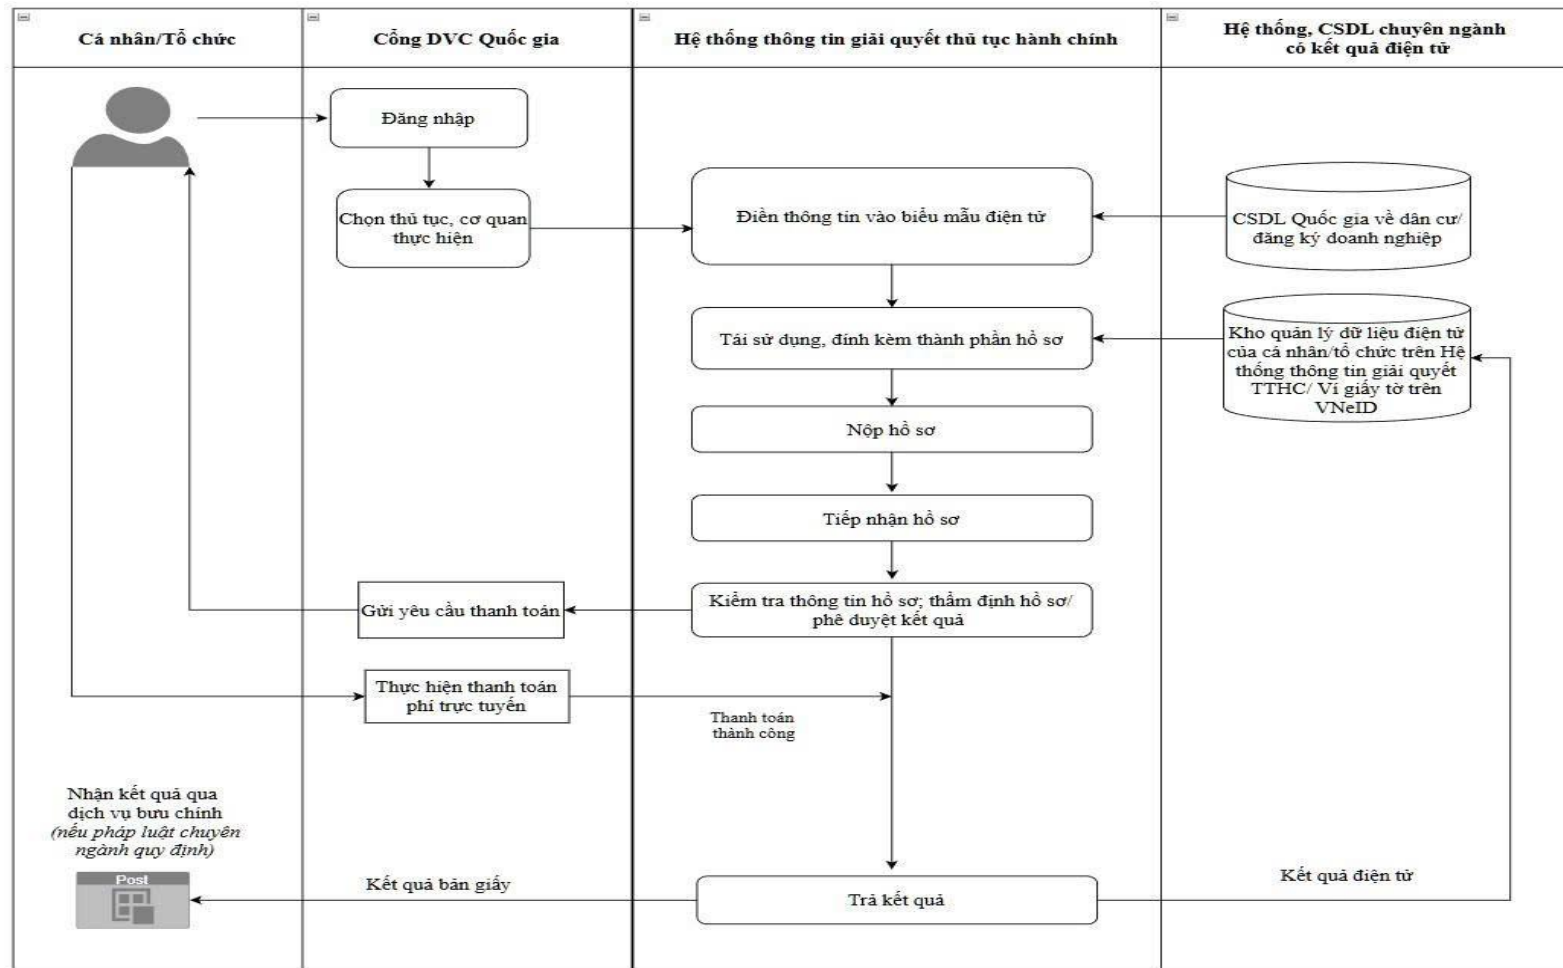 Cá nhân/Tổ chức
Cổng DVC Quốc gia
Hệ thống thông tin giải quyết thủ tục hành chính
Hệ thống, CSDL chuyên ngành
có kết quả điện tử
Đăng nhập
Chọn thủ tục, cơ quan
thực hiện
Điền thông tin vào biểu mẫu điện tử
CSDL Quốc gia về dân cư/
đăng ký doanh nghiệp
Tái sử dụng, đính kèm thành phần hồ sơ
Kho quản lý dữ liệu điện tử
của cá nhân/tổ chức trên Hệ
thống thông tin giải quyết
TTHC/ Ví giấy tờ trên
VNeID
Nộp hồ sơ
Tiếp nhận hồ sơ
Kiểm tra thông tin hồ sơ; thẩm định hồ sơ/
phê duyệt kết quả
Gửi yêu cầu thanh toán
Thực hiện thanh toán
phí trực tuyến
Thanh toán
thành công
Nhận kết quả qua
dịch vụ bưu chính
(nếu pháp luật chuyên
ngành quy định)
Post
Kết quả bản giấy
Trả kết quả
Kết quả điện tử